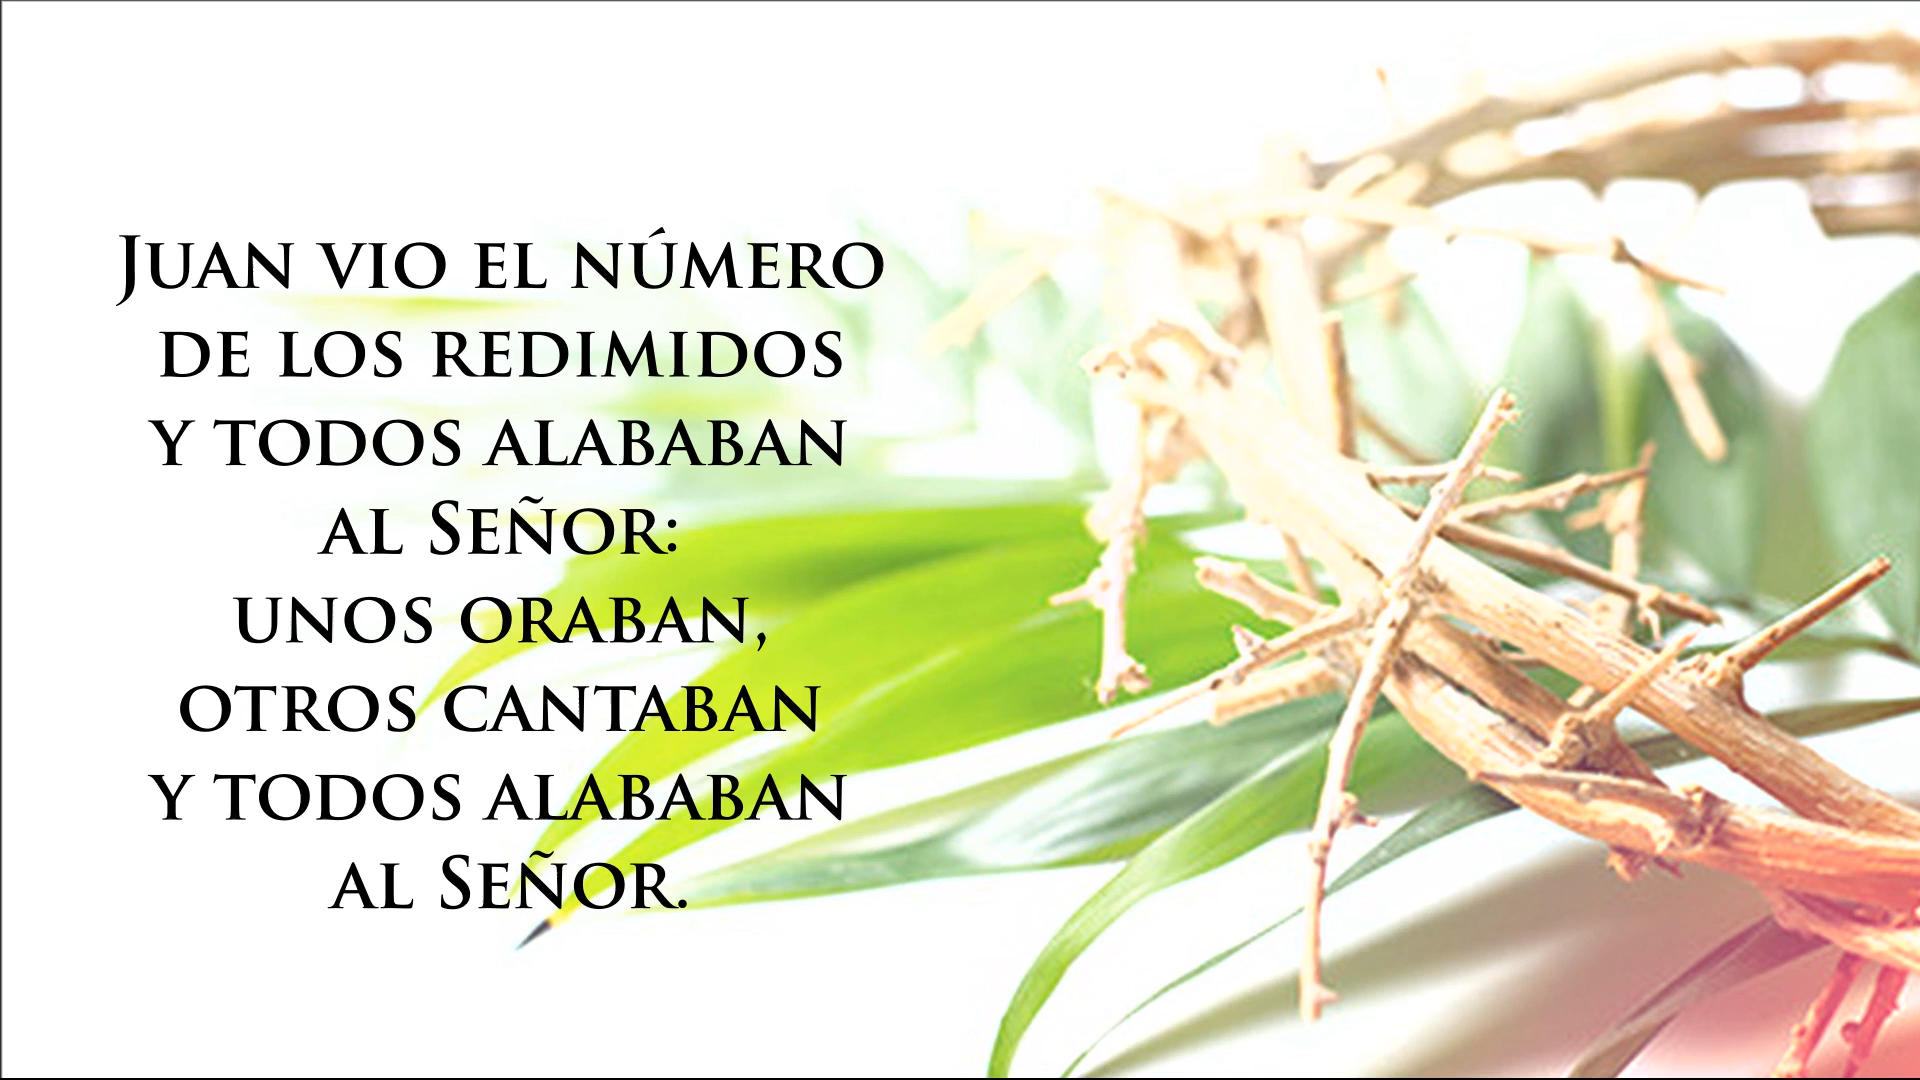 Juan vio el número
de los redimidos
y todos alababan
al Señor:
unos oraban,
otros cantaban
y todos alababan
al Señor.